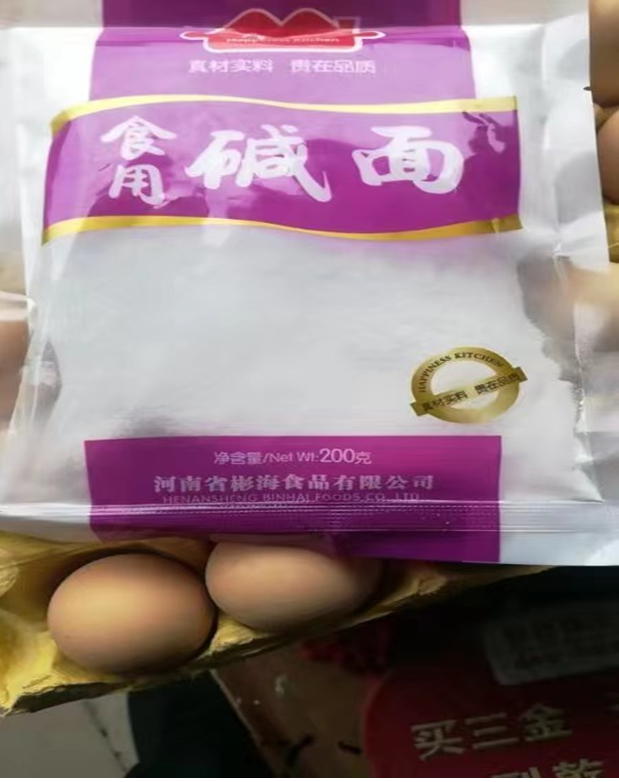 Happiness Kitchen
真材实料 贵在品质
食用碱面
HAPPINESS KITCHEN
真材实料 贵在品质
净含量/Net Wt:200克
河南省彬海食品有限公司
HENANSHENG BINHAI FOODS CO., LTD
买三金